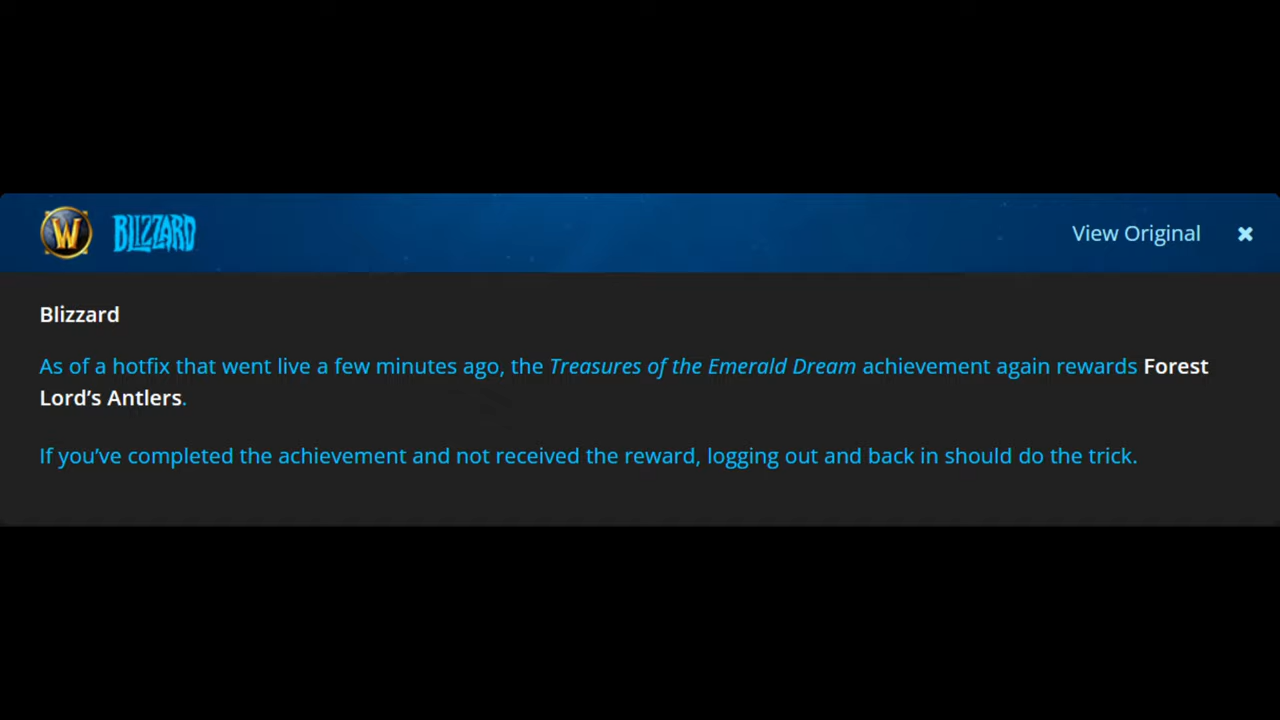 W BLIZZARD View Original ✖
Blizzard
As of a hotfix that went live a few minutes ago, the Treasures of the Emerald Dream achievement again rewards Forest
Lord’s Antlers.
If you’ve completed the achievement and not received the reward, logging out and back in should do the trick.